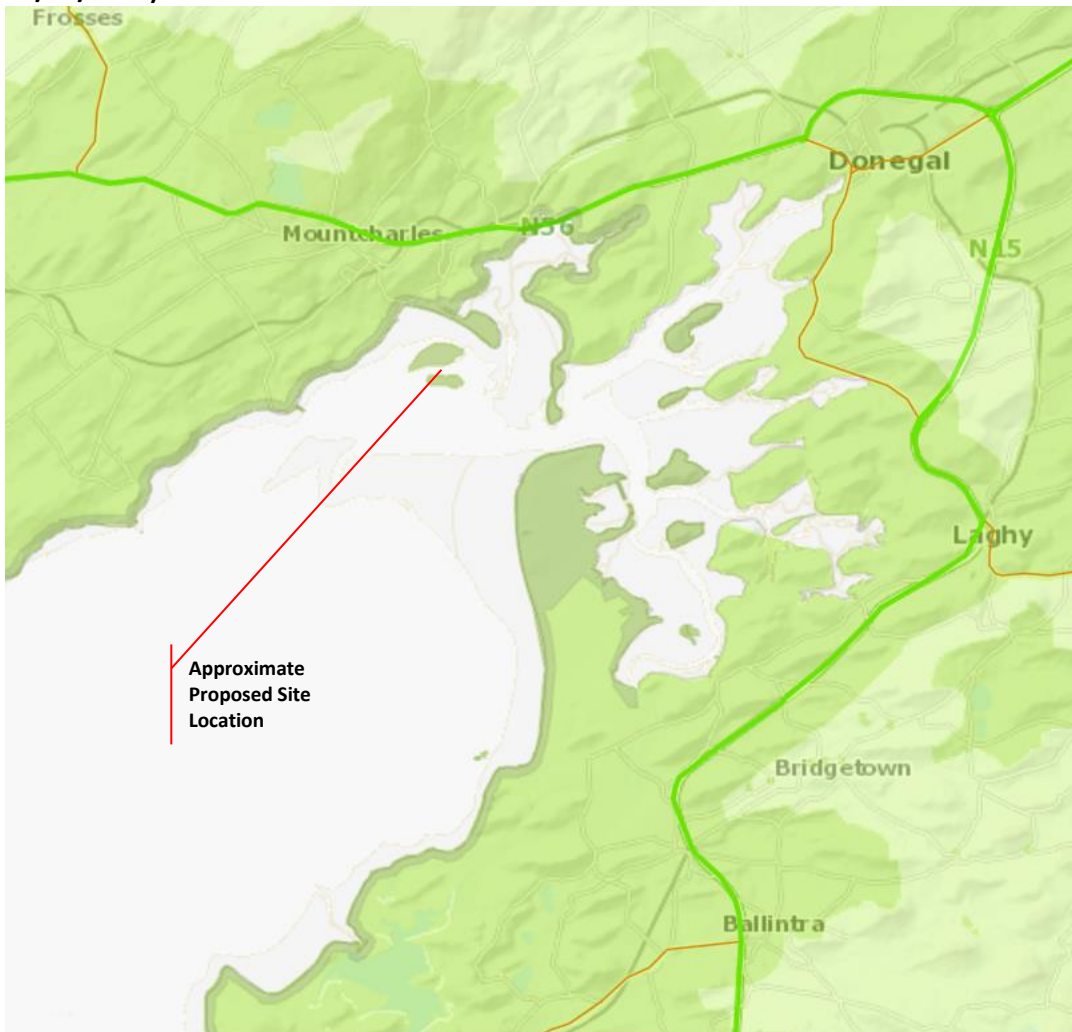 Frosses
Donegal
Mountcharles
N56
N15
Laghy
Approximate
Proposed Site
Location
Bridgetown
Ballintra